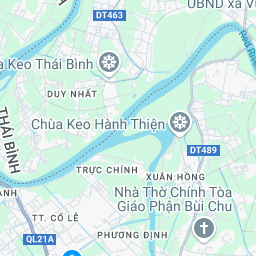 UBND xã
DT463
Red
a Keo Thái Bình
DUY NHẤT
THÁI BÌNH
Chùa Keo Hành Thiện
DT489
TRỰC CHÍNH
XUÂN HỒNG
Nhà Thờ Chính Tòa
Giáo Phận Bùi Chu
TT. CỔ LỄ
QL21A
PHƯƠNG ĐỊNH